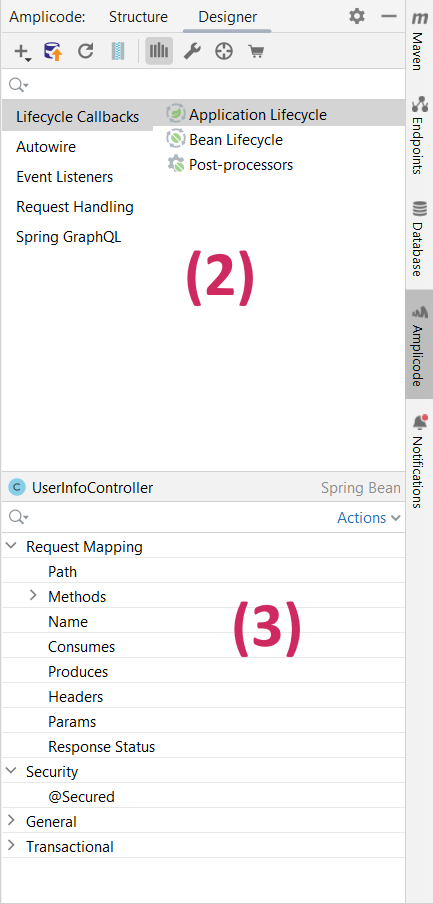 Amplicode: Structure Designer
Lifecycle Callbacks
Autowire
Event Listeners
Request Handling
Spring GraphQL
Application Lifecycle
Bean Lifecycle
Post-processors
(2)
UserInfoController Spring Bean
Actions
Request Mapping
Path
Methods
Name
Consumes
Produces
Headers
Params
Response Status
Security
@Secured
General
Transactional
(3)
m
Maven
Endpoints
Database
Amplicode
Notifications